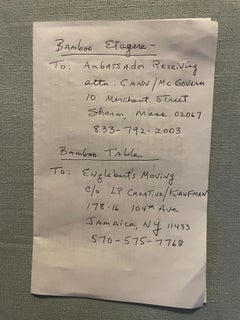 Bamboo Etagere -
To: Ambassador Receiving
attn: CANN/McGovern
10 Merchant Street
Sharon, Mass 02067
833-792-2003
Bamboo Table
To: Englebert's Moving
c/o LP Creative/KAUFMAN
178-16 104th Ave
Jamaica, NY 11433
570-575-7768